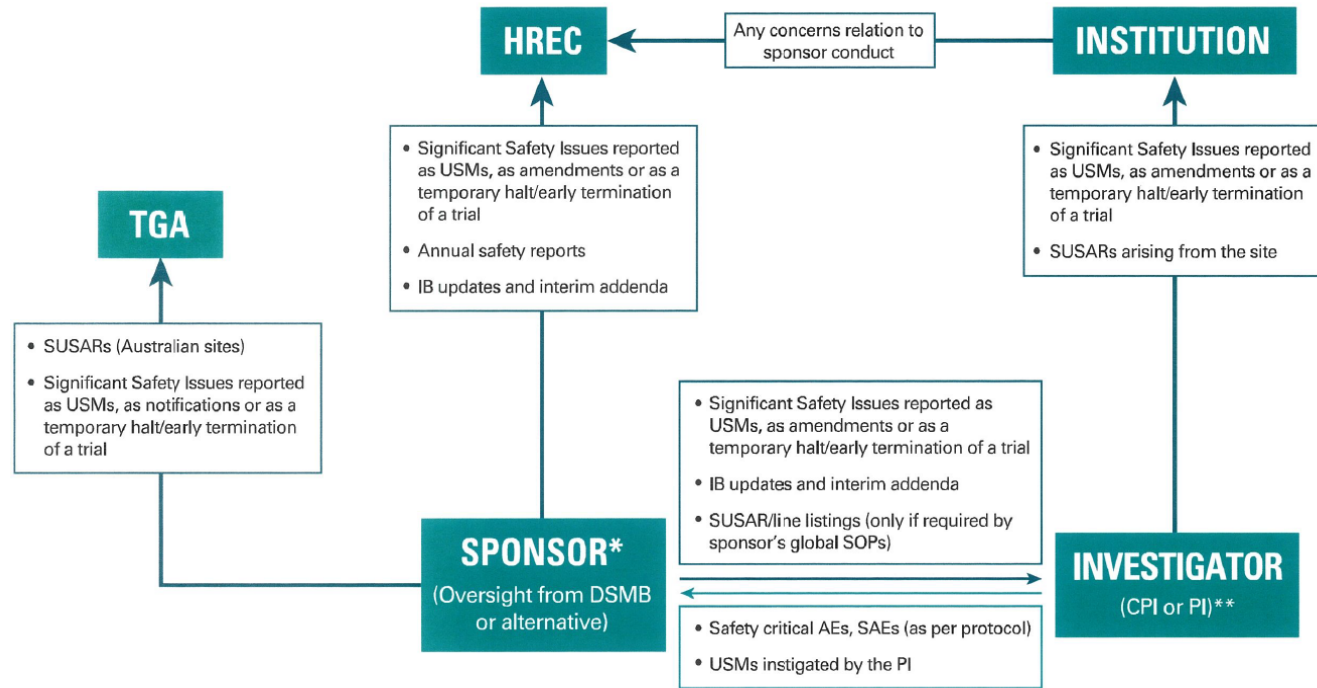 HREC
Any concerns relation to
sponsor conduct
INSTITUTION
• Significant Safety Issues reported
as USMs, as amendments or as a
temporary halt/early termination
of a trial
• Annual safety reports
• IB updates and interim addenda
• Significant Safety Issues reported
as USMs, as amendments or as a
temporary halt/early termination
of a trial
• SUSARs arising from the site
TGA
• SUSARs (Australian sites)
• Significant Safety Issues reported
as USMs, as notifications or as a
temporary halt/early termination
of a trial
• Significant Safety Issues reported as
USMs, as amendments or as a
temporary halt/early termination of a trial
• IB updates and interim addenda
• SUSAR/line listings (only if required by
sponsor's global SOPs)
SPONSOR*
(Oversight from DSMB
or alternative)
INVESTIGATOR
(CPI or PI)**
• Safety critical AEs, SAEs (as per protocol)
• USMs instigated by the PI